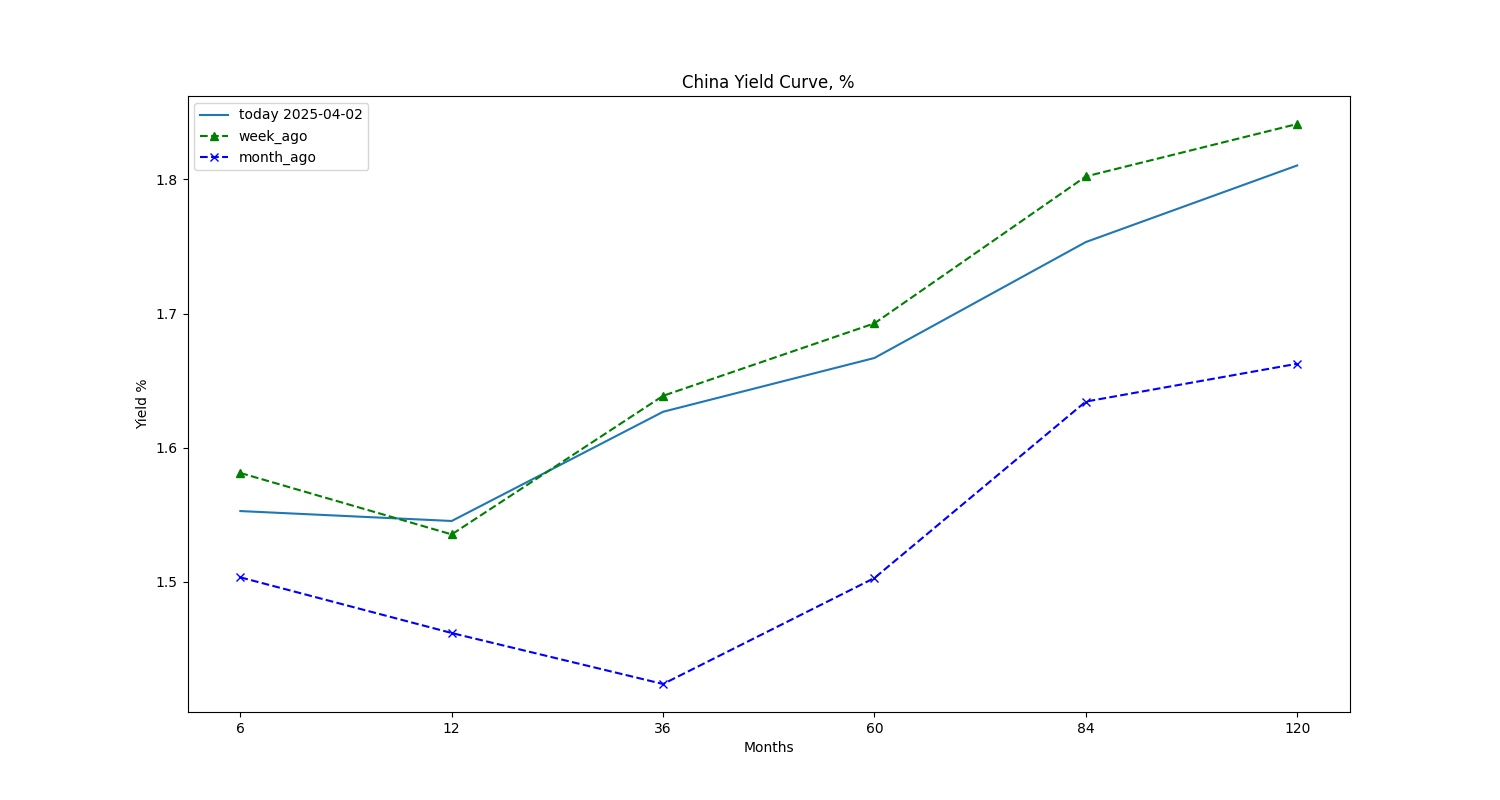 China Yield Curve, %
today 2025-04-02
week_ago
month_ago
1.8
1.7
1.6
1.5
Yield %
6 12 36 60 84 120
Months